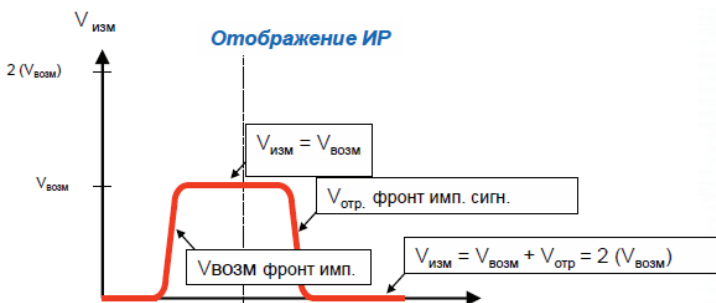 V изм
Отображение ИР
2 (Vвозм)
Vизм = Vвозм
Vвозм
Vотр. фронт имп. сигн.
Vвозм фронт имп.
Vизм = Vвозм + Vотр = 2 (Vвозм)